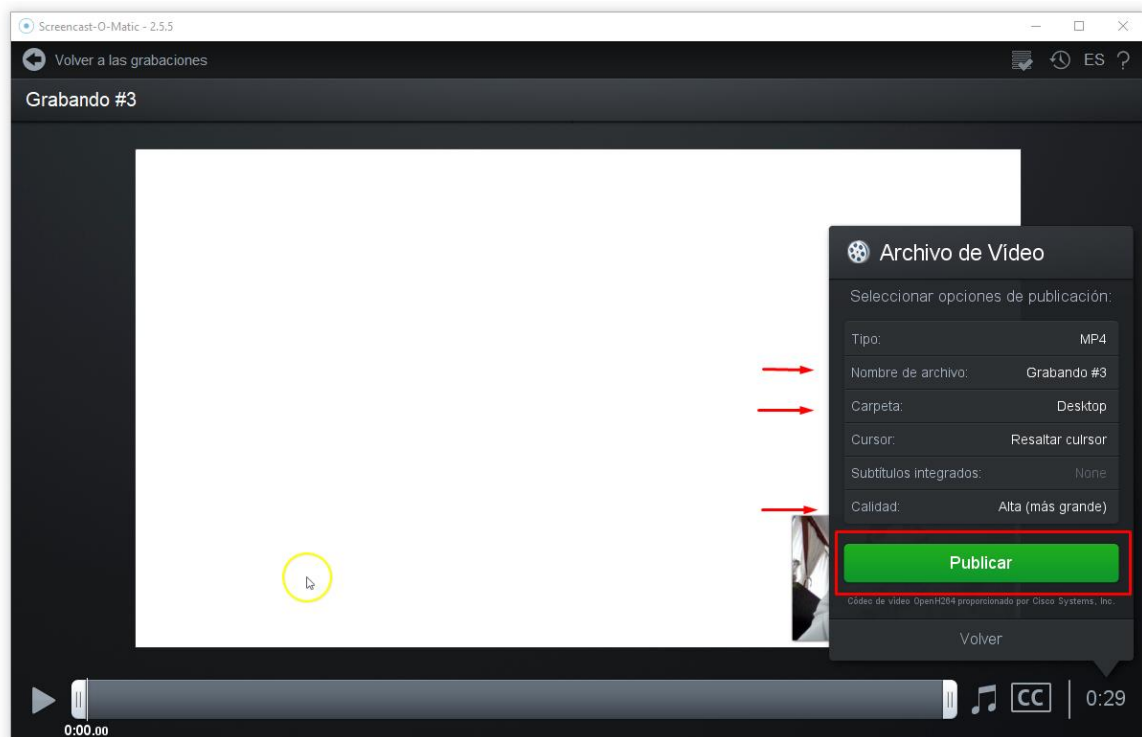 Screencast-O-Matic - 2.5.5
Volver a las grabaciones
ES ?
Grabando #3
Archivo de Vídeo
Seleccionar opciones de publicación:
Tipo: MP4
Nombre de archivo: Grabando #3
Carpeta: Desktop
Cursor: Resaltar culrsor
Subtítulos integrados: None
Calidad: Alta (más grande)
Publicar
Códec de vídeo OpenH264 proporcionado por Cisco Systems, Inc.
Volver
CC 0:29
0:00.00